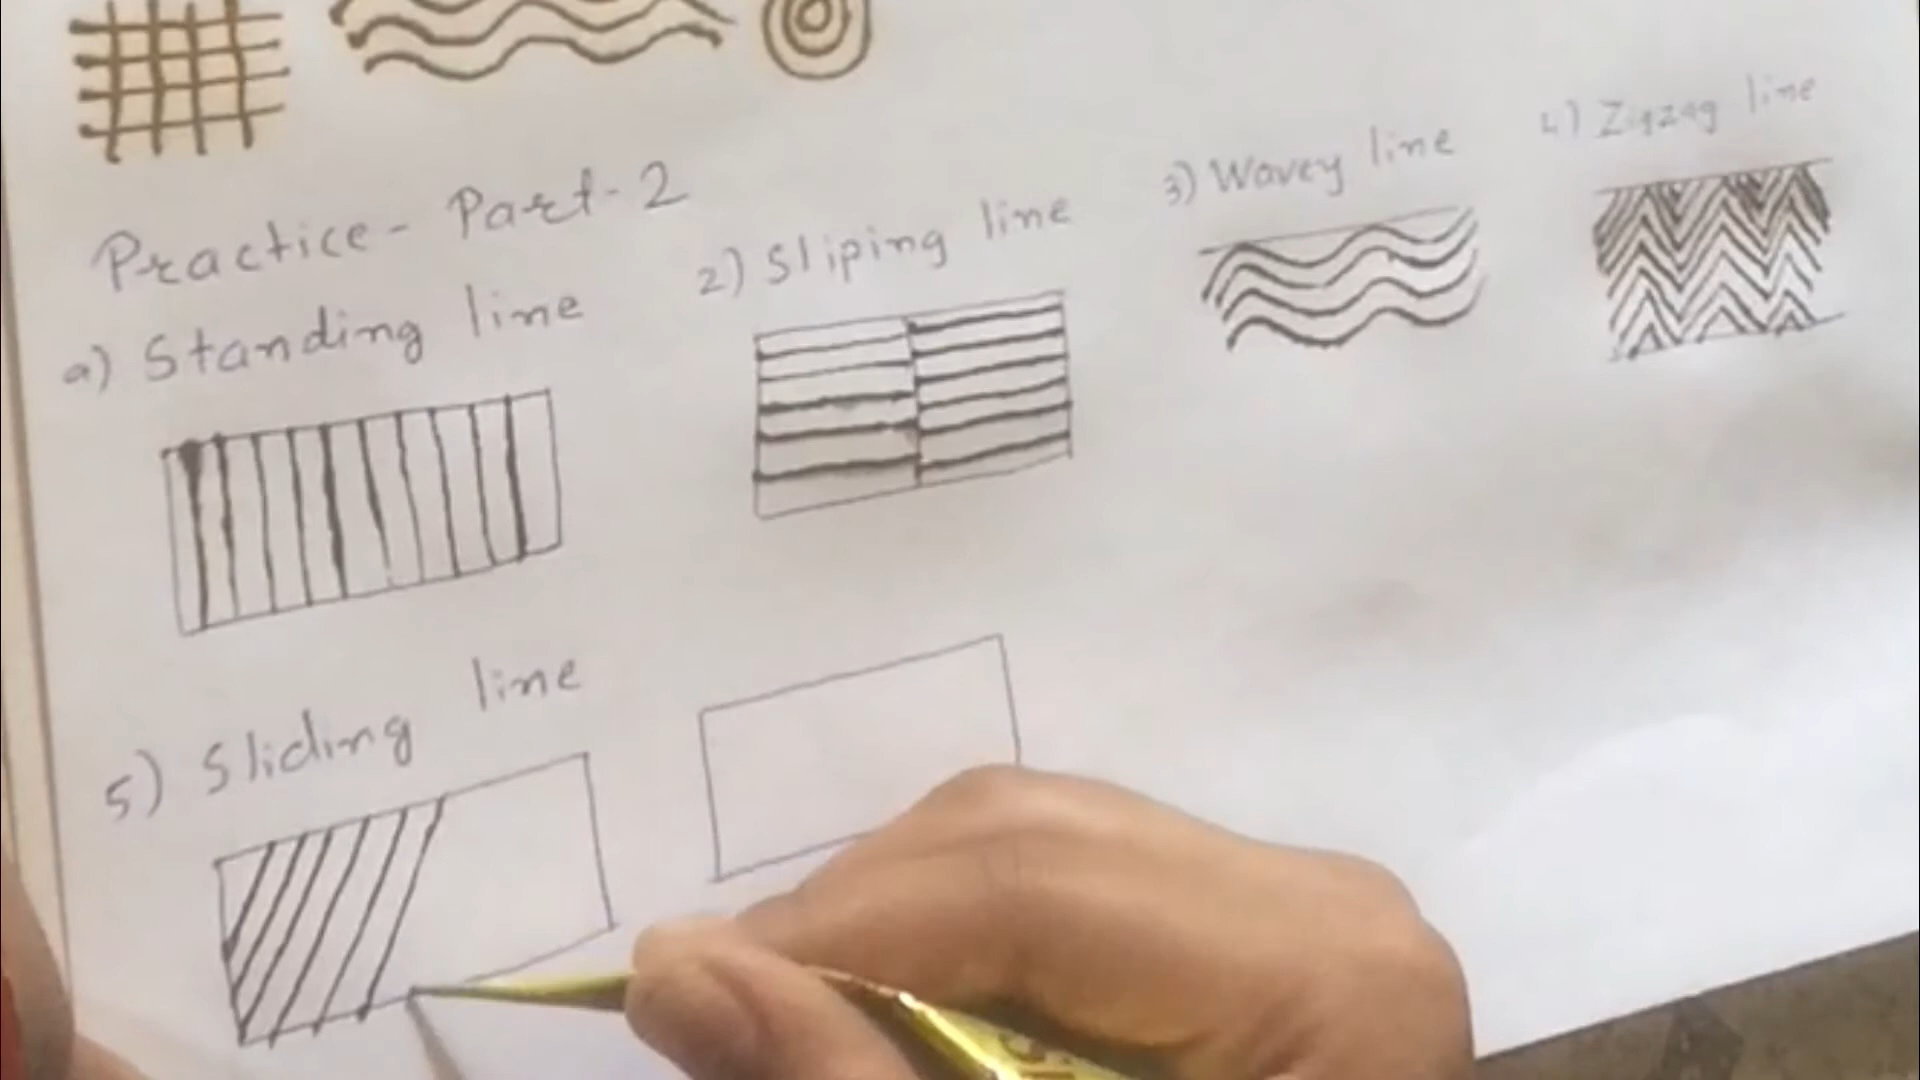 Practice - Part-2
a) Standing line
2) Sliping line
3) Wavey line
4) Zigzag line
5) Sliding line